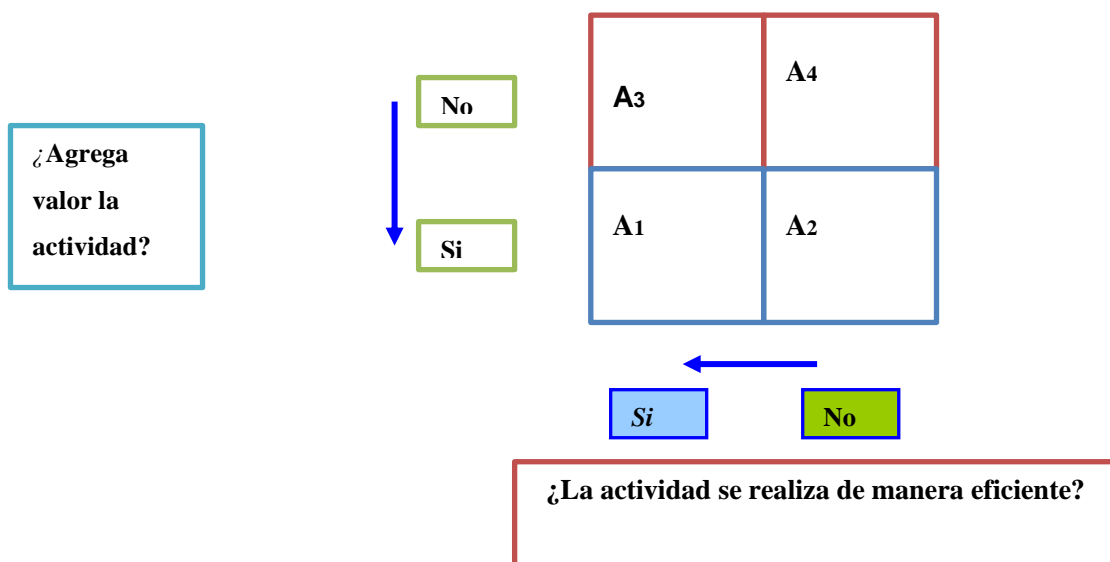 No
A3
A4
¿Agrega
valor la
actividad?
Si
A1
A2
Si
No
¿La actividad se realiza de manera eficiente?